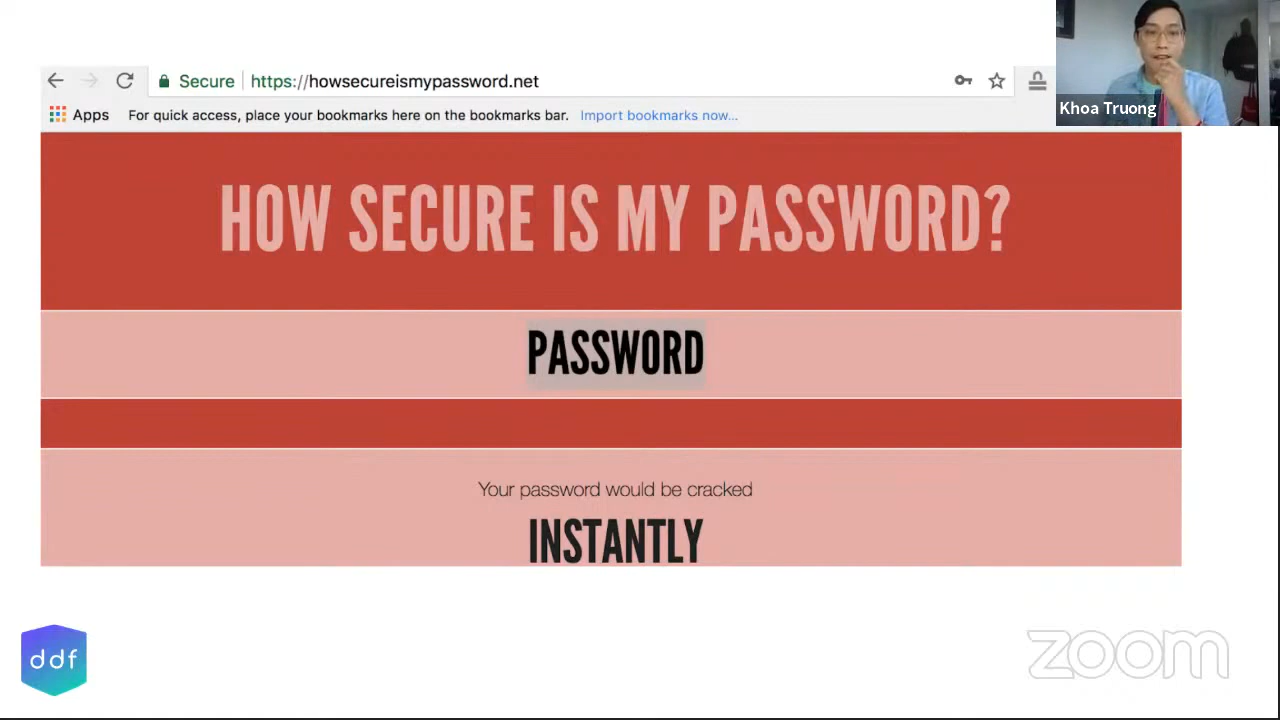 Secure https://howsecureismypassword.net
Khoa Truong
Apps For quick access, place your bookmarks here on the bookmarks bar. Import bookmarks now...
HOW SECURE IS MY PASSWORD?
PASSWORD
Your password would be cracked
INSTANTLY
ddf
zoom